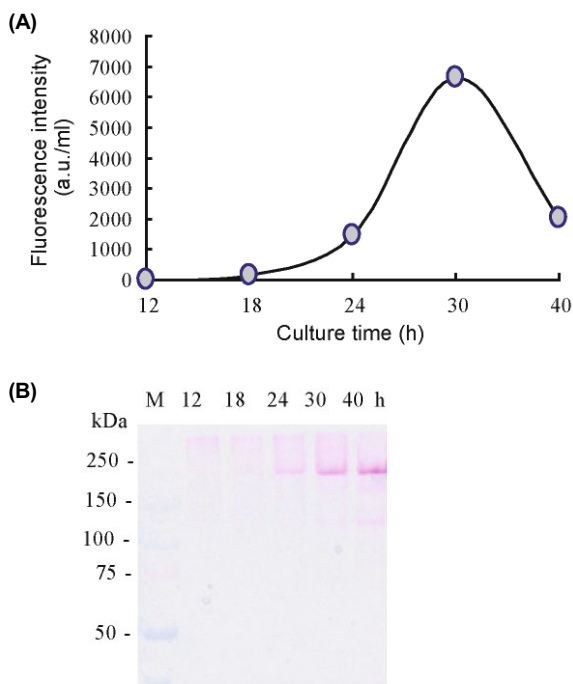 (A)
8000
7000
6000
5000
4000
3000
2000
1000
0
Fluorescence intensity
(a.u./ml)
12 18 24 30 40
Culture time (h)
(B)
M 12 18 24 30 40 h
kDa
250 -
150 -
100 -
75 -
50 -